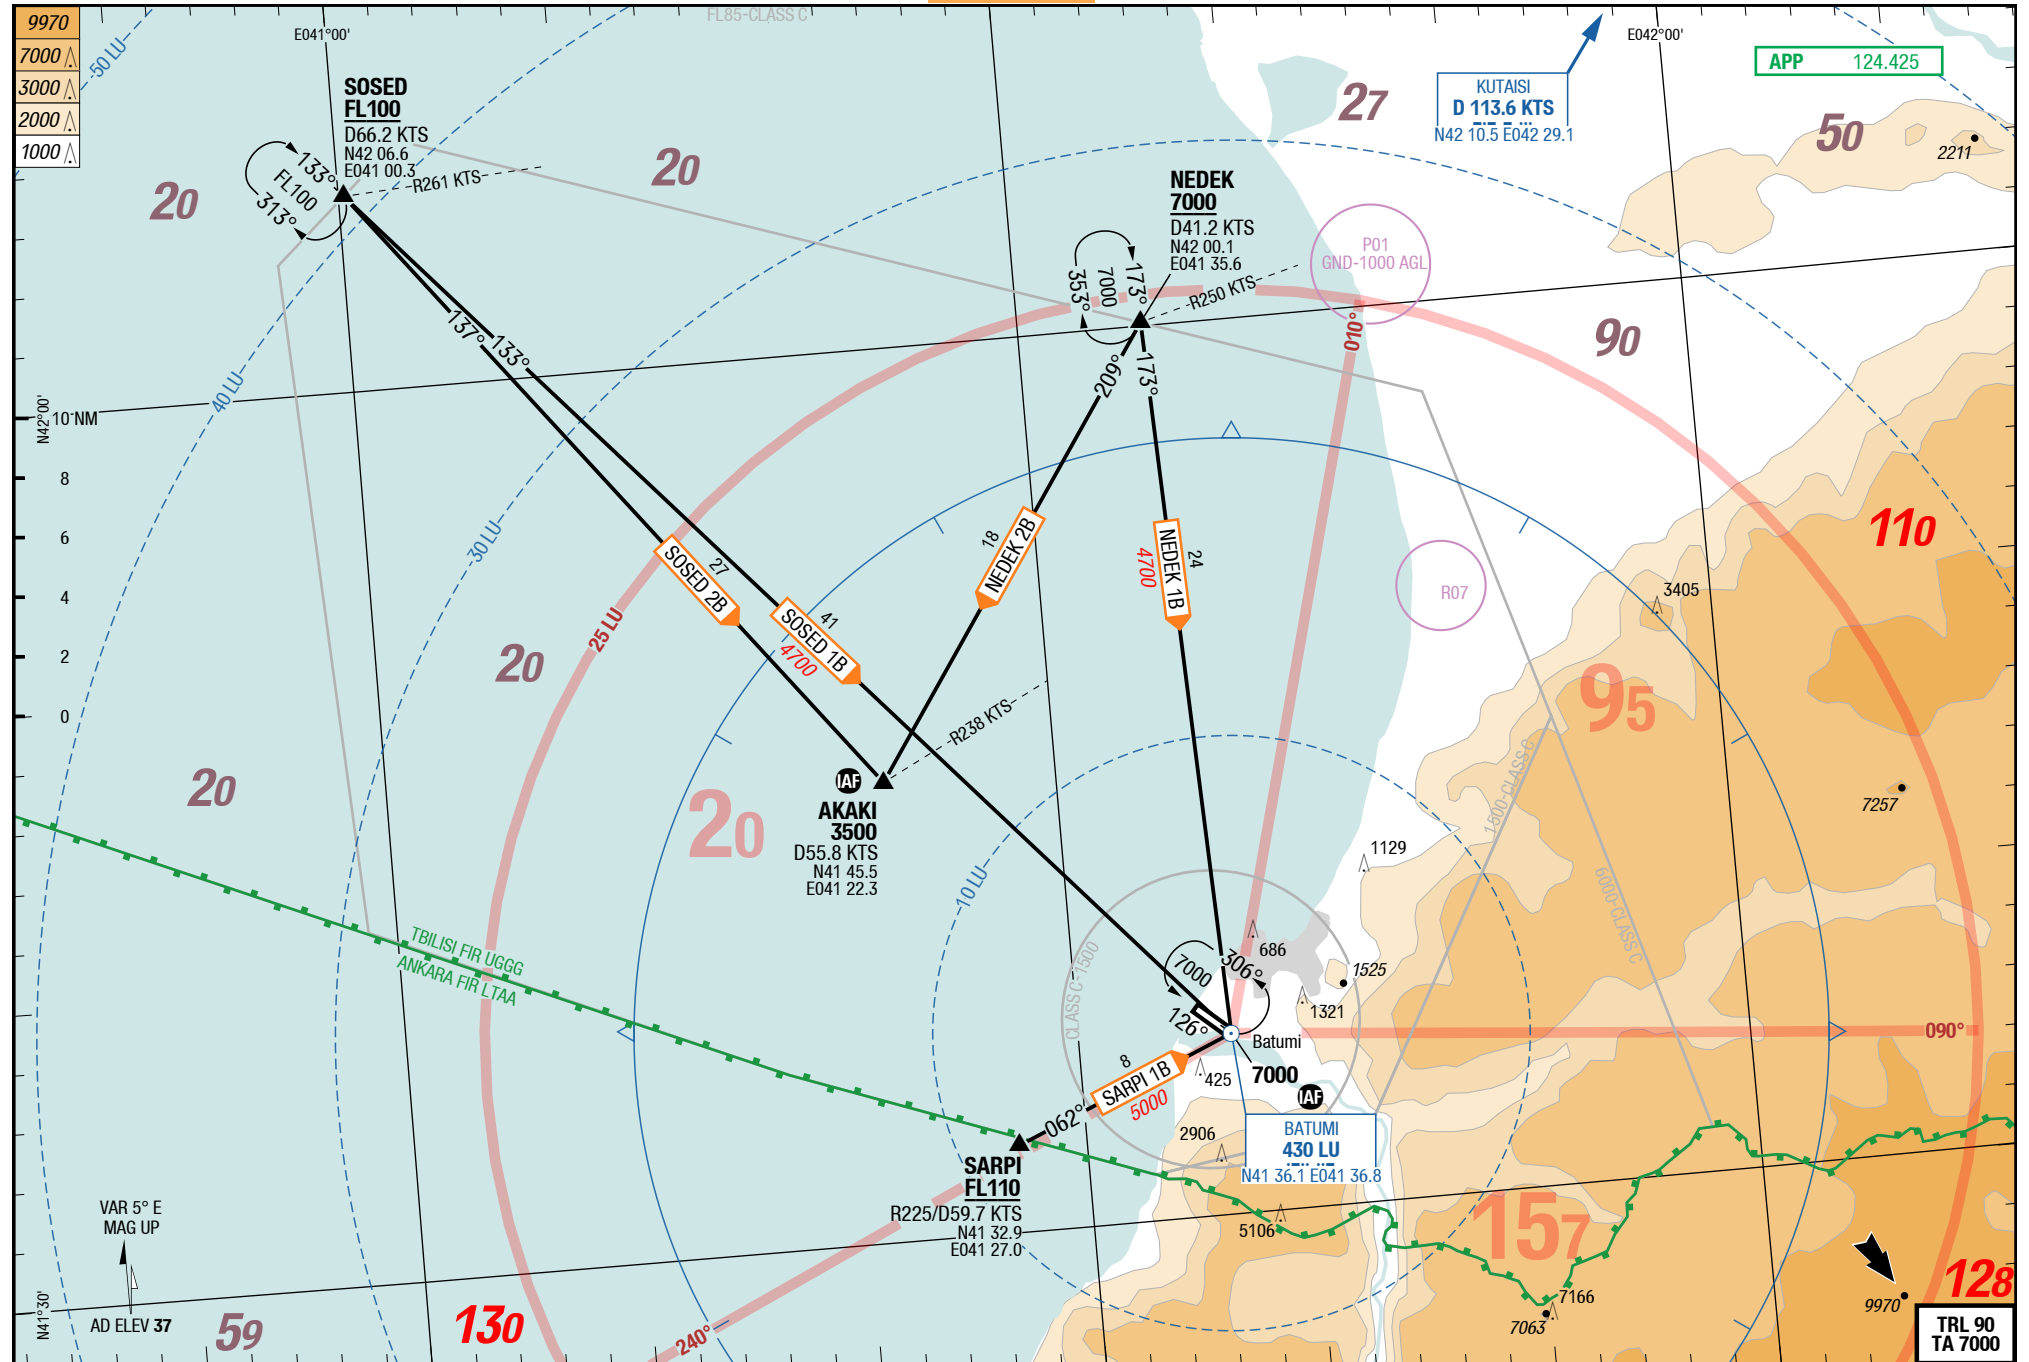 9970
7000
3000
2000
1000
50 LU
E041°00'
FL85-CLASS C
E042°00'
APP 124.425
SOSED
FL100
D66.2 KTS
N42 06.6
E041 00.3
R261 KTS
133°
FL100
313°
20
20
27
KUTAISI
D 113.6 KTS
N42 10.5 E042 29.1
50
2211
NEDEK
7000
D41.2 KTS
N42 00.1
E041 35.6
R250 KTS
173°
7000
353°
P01
GND-1000 AGL
010°
90
137°
133°
209°
173°
40 LU
N42°00'
10 NM
8
6
4
2
0
30 LU
25 LU
SOSED 2B
27
SOSED 1B
41
4700
18
NEDEK 2B
NEDEK 1B
24
4700
R07
110
3405
20
95
R238 KTS
IAF
AKAKI
3500
D55.8 KTS
N41 45.5
E041 22.3
20
20
1500-CLASS C
7257
1129
10 LU
6000-CLASS C
TBILISI FIR UGGG
ANKARA FIR LTAA
CLASS C-1500
686
1525
1321
306°
7000
126°
Batumi
090°
7000
IAF
425
8
SARPI 1B
5000
062°
2906
BATUMI
430 LU
N41 36.1 E041 36.8
SARPI
FL110
R225/D59.7 KTS
N41 32.9
E041 27.0
5106
157
VAR 5° E
MAG UP
AD ELEV 37
N41°30'
59
130
240°
7166
7063
9970
128
TRL 90
TA 7000